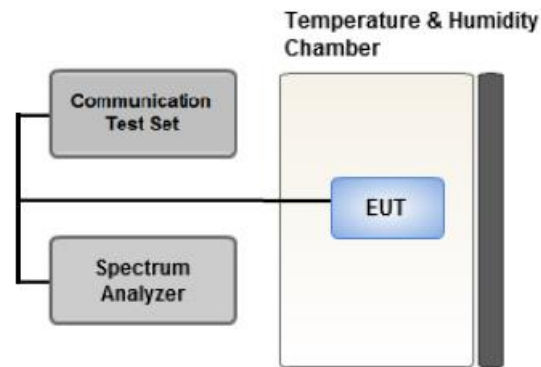 Temperature & Humidity
Chamber
Communication
Test Set
EUT
Spectrum
Analyzer